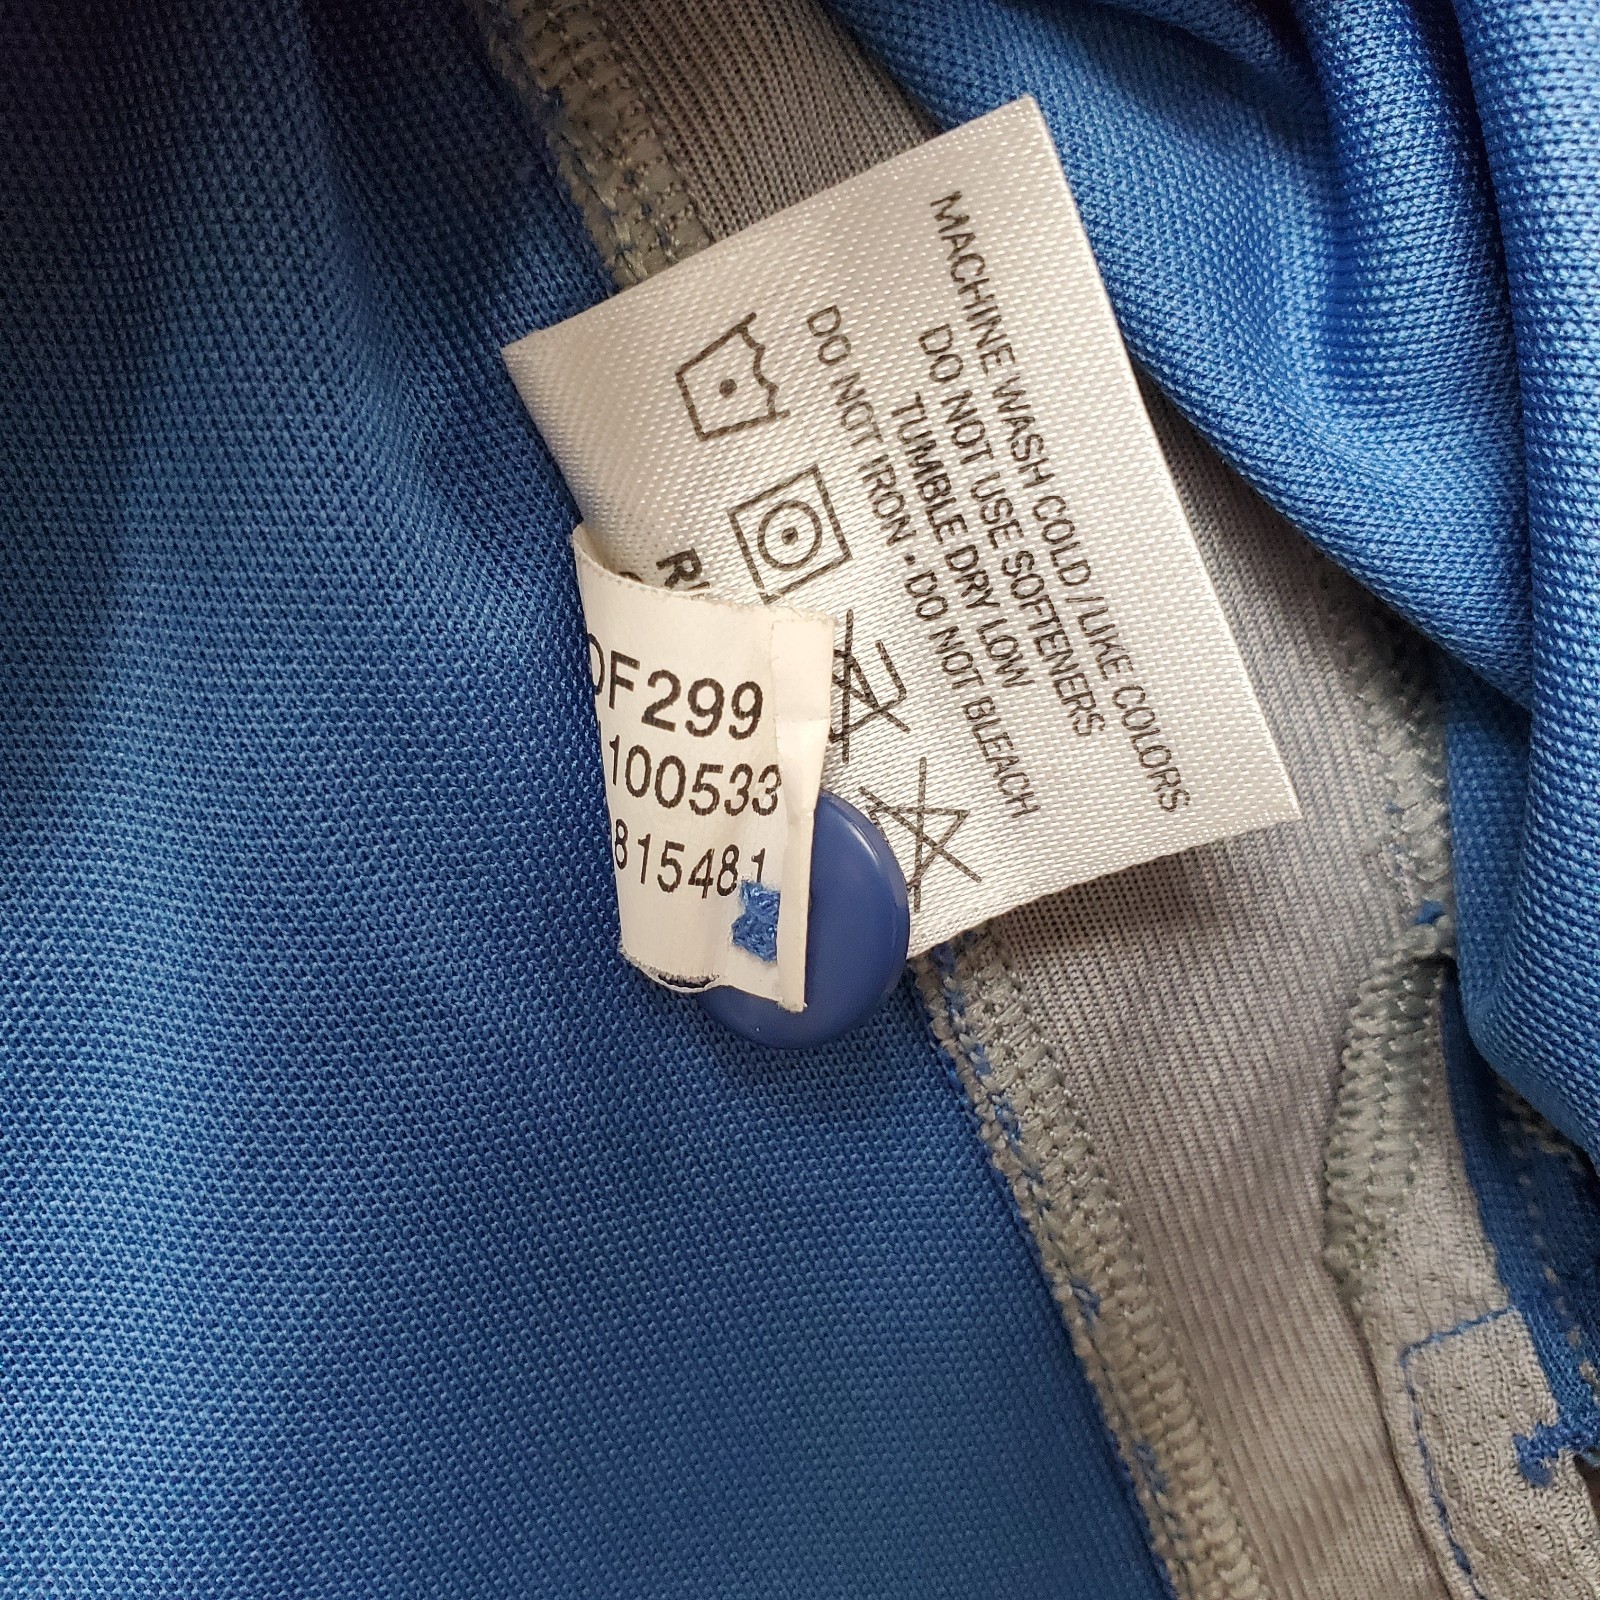 MACHINE WASH COLD / LIKE COLORS
DO NOT USE SOFTENERS
TUMBLE DRY LOW
DO NOT IRON • DO NOT BLEACH
OF299
100533
815481